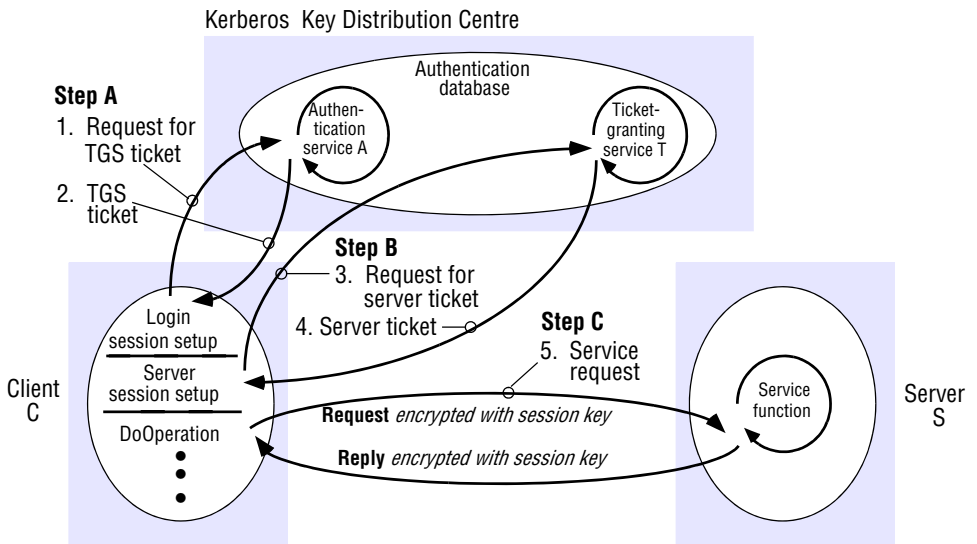 Kerberos Key Distribution Centre
Authentication
database
Step A
1. Request for
TGS ticket
Authen-
tication
service A
Ticket-
granting
service T
2. TGS
ticket
Step B
3. Request for
server ticket
4. Server ticket
Step C
5. Service
request
Login
session setup
Server
session setup
DoOperation
Client
C
Request encrypted with session key
Reply encrypted with session key
Service
function
Server
S